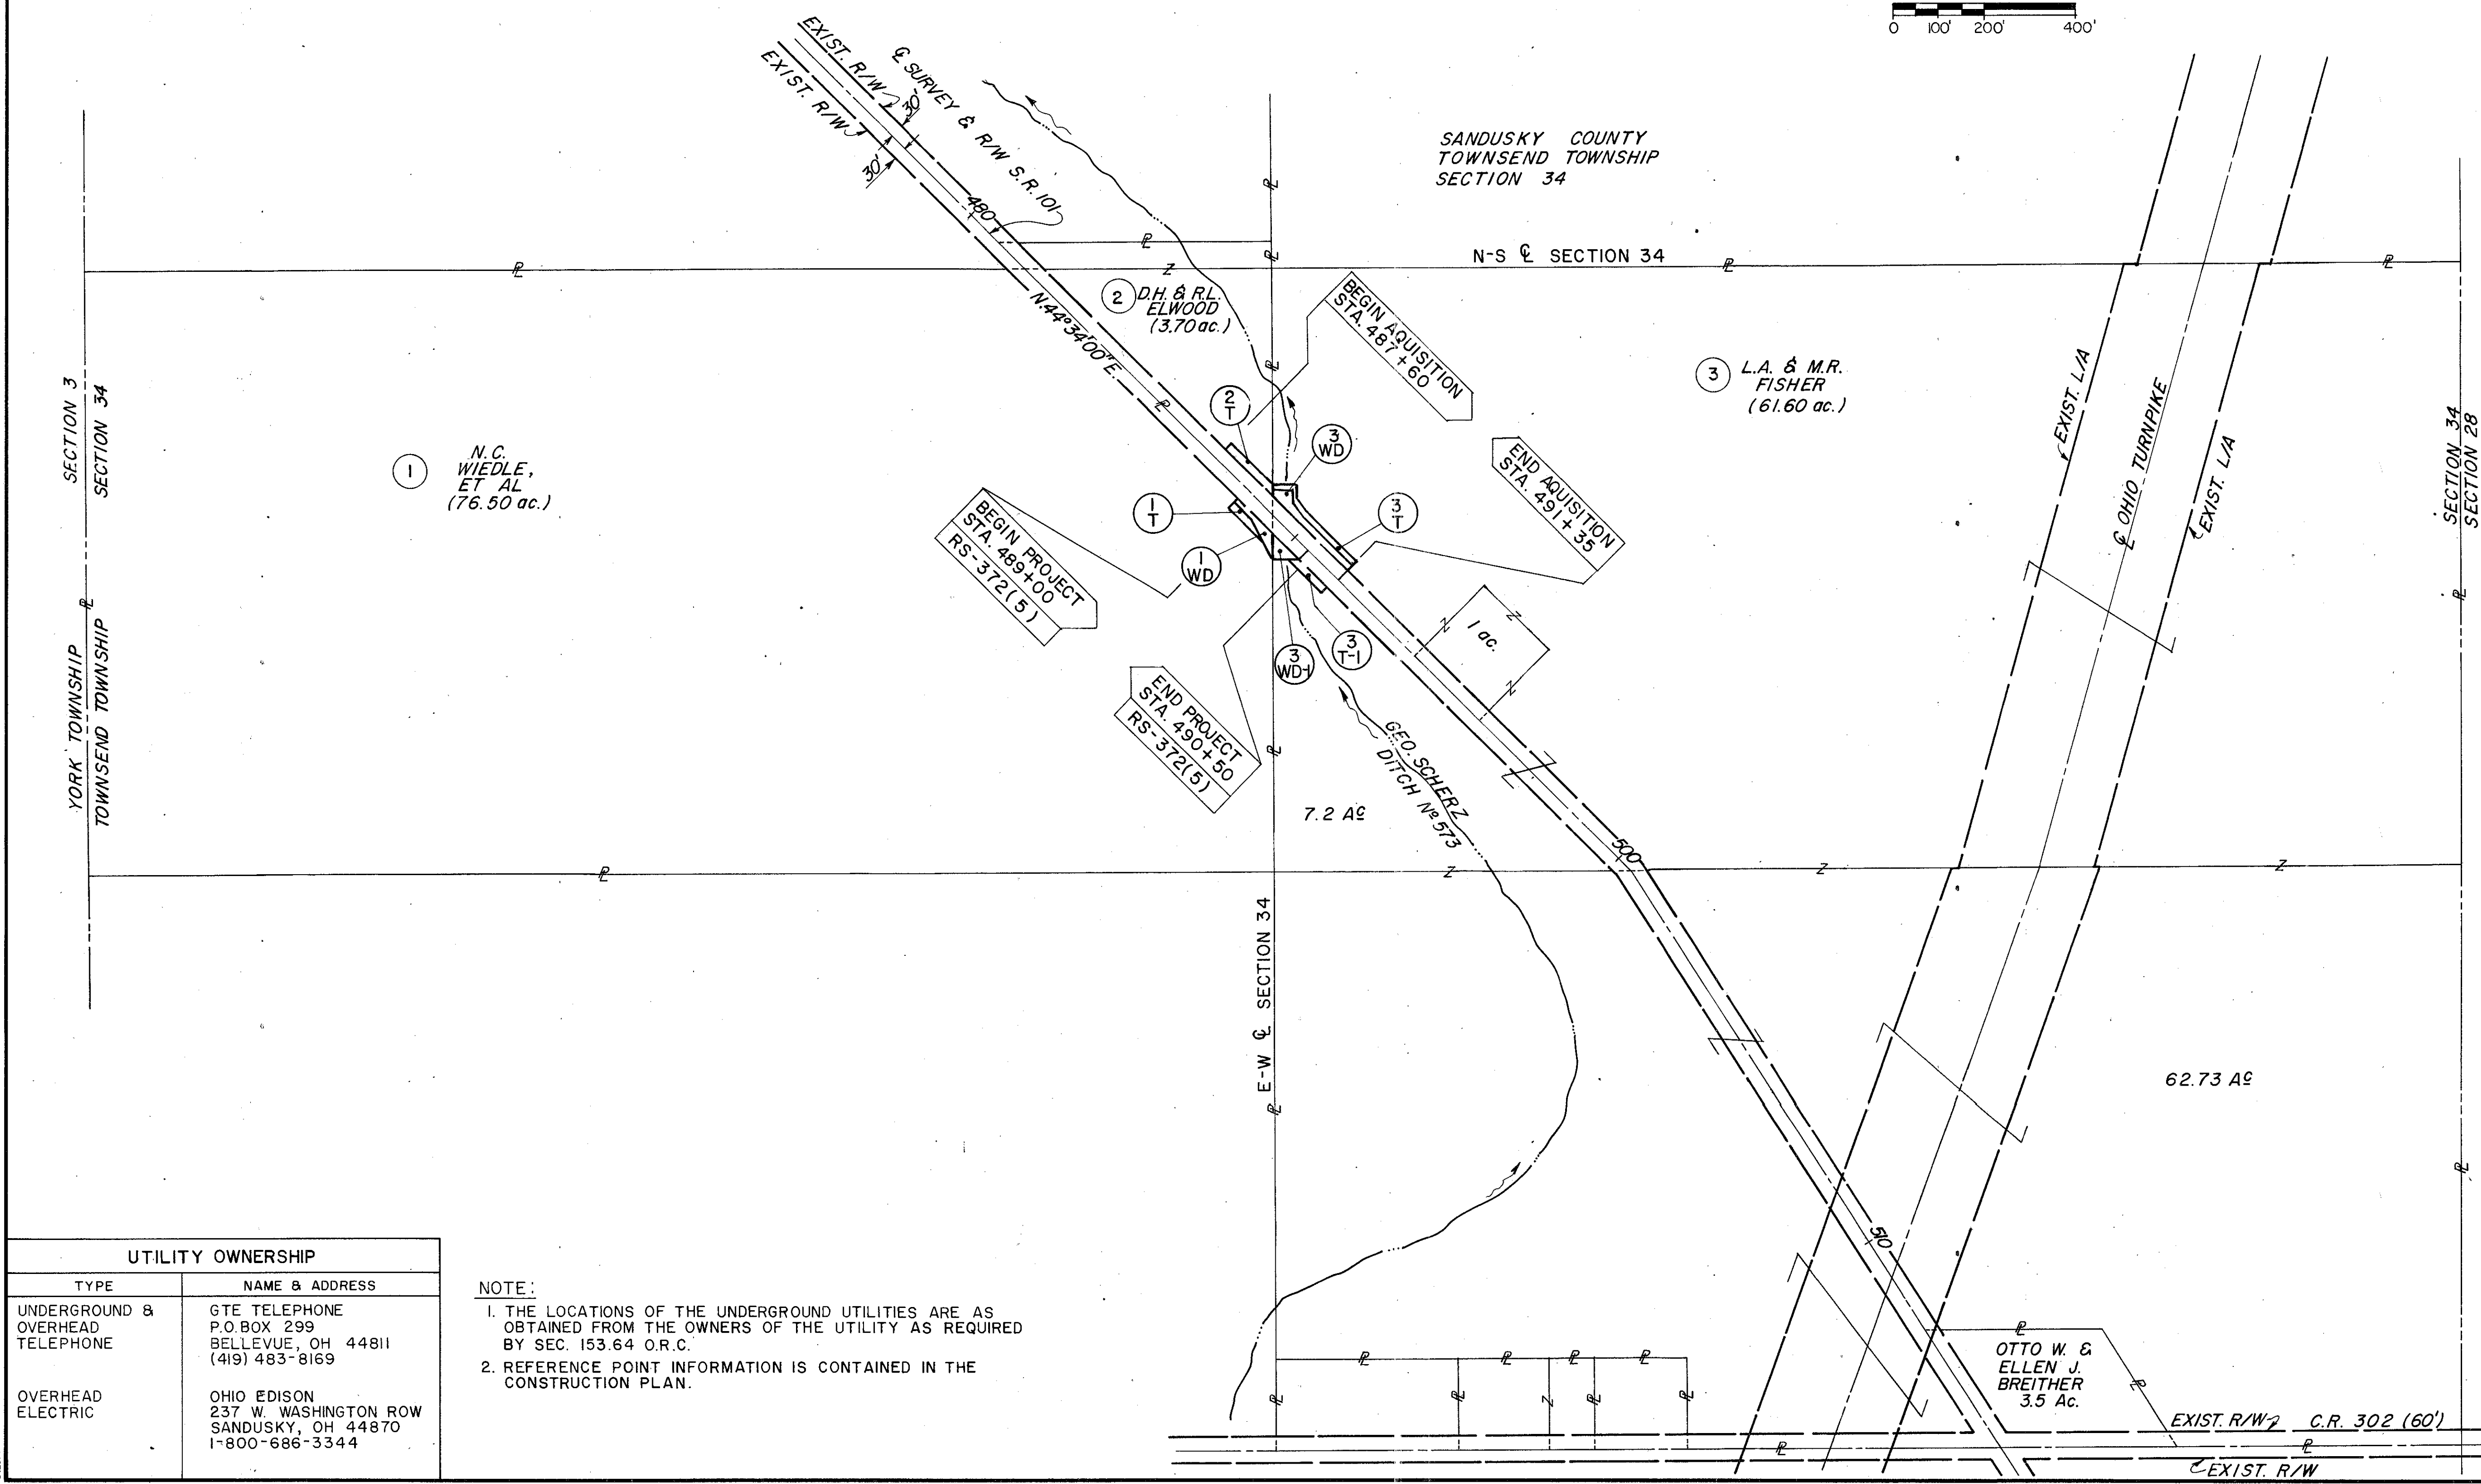 0 100' 200' 400'
EXIST. R/W
EXIST. R/W
30'
30'
℄ SURVEY & R/W S.R. 101
480
SANDUSKY COUNTY
TOWNSEND TOWNSHIP
SECTION 34
N-S ℄ SECTION 34
N.44°34'00"E.
2
D.H. & R.L.
ELWOOD
(3.70 ac.)
BEGIN AQUISITION
STA. 487+60
3
L.A. & M.R.
FISHER
(61.60 ac.)
SECTION 3
SECTION 34
1
N.C.
WIEDLE,
ET AL
(76.50 ac.)
2
T
3
WD
END AQUISITION
STA. 491+35
3
T
1
T
1
WD
BEGIN PROJECT
STA. 489+00
RS-372(5)
EXIST. L/A
℄ OHIO TURNPIKE
EXIST. L/A
SECTION 34
SECTION 28
1 ac.
3
WD-1
3
T-1
END PROJECT
STA. 490+50
RS-372(5)
YORK TOWNSHIP
TOWNSEND TOWNSHIP
GEO. SCHERZ
DITCH Nº 573
7.2 Ac
500
E-W ℄ SECTION 34
62.73 Ac
510
UTILITY OWNERSHIP
TYPE NAME & ADDRESS
UNDERGROUND & GTE TELEPHONE
OVERHEAD P.O. BOX 299
TELEPHONE BELLEVUE, OH 44811
(419) 483-8169
OVERHEAD OHIO EDISON
ELECTRIC 237 W. WASHINGTON ROW
SANDUSKY, OH 44870
1-800-686-3344
NOTE:
1. THE LOCATIONS OF THE UNDERGROUND UTILITIES ARE AS
OBTAINED FROM THE OWNERS OF THE UTILITY AS REQUIRED
BY SEC. 153.64 O.R.C.
2. REFERENCE POINT INFORMATION IS CONTAINED IN THE
CONSTRUCTION PLAN.
OTTO W. &
ELLEN J.
BREITHER
3.5 Ac.
EXIST. R/W C.R. 302 (60')
EXIST. R/W